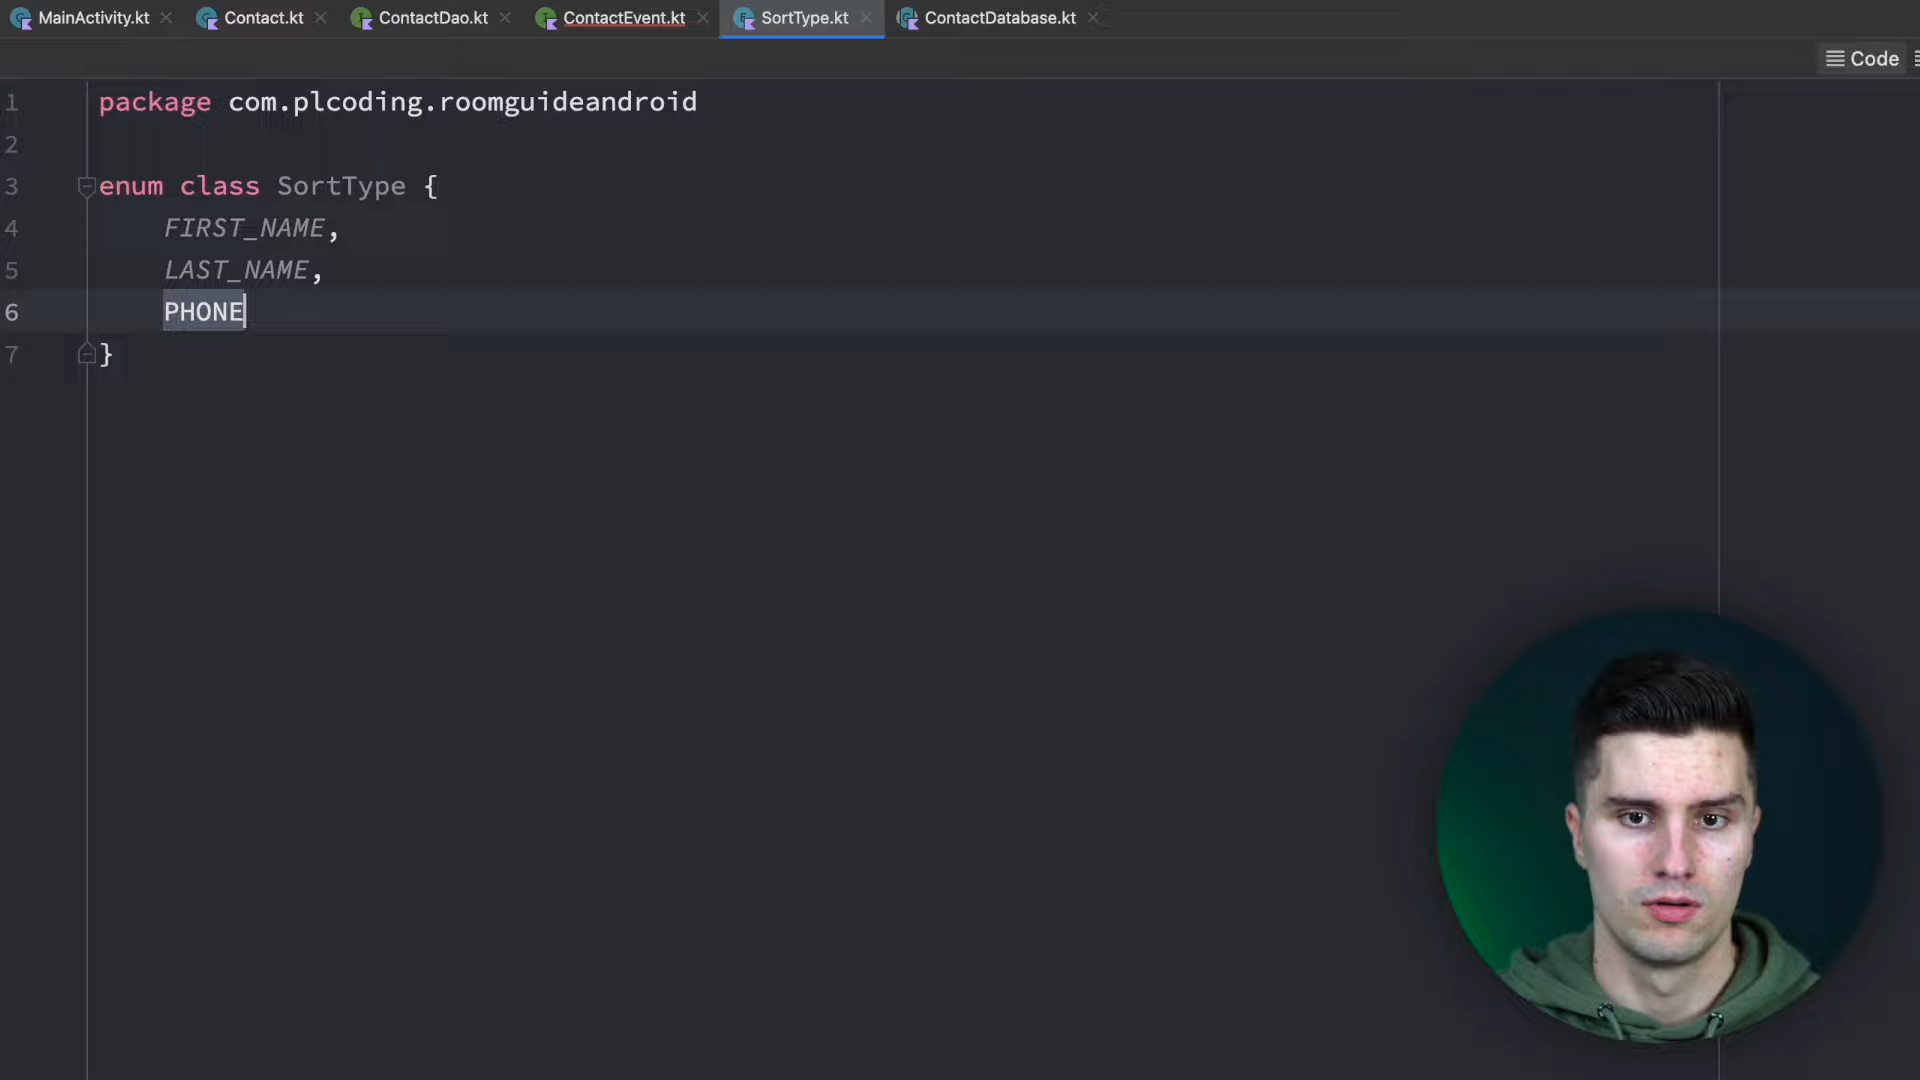 MainActivity.kt Contact.kt ContactDao.kt ContactEvent.kt SortType.kt ContactDatabase.kt
Code
1 package com.plcoding.roomguideandroid
2
3 enum class SortType {
4 FIRST_NAME,
5 LAST_NAME,
6 PHONE
7 }